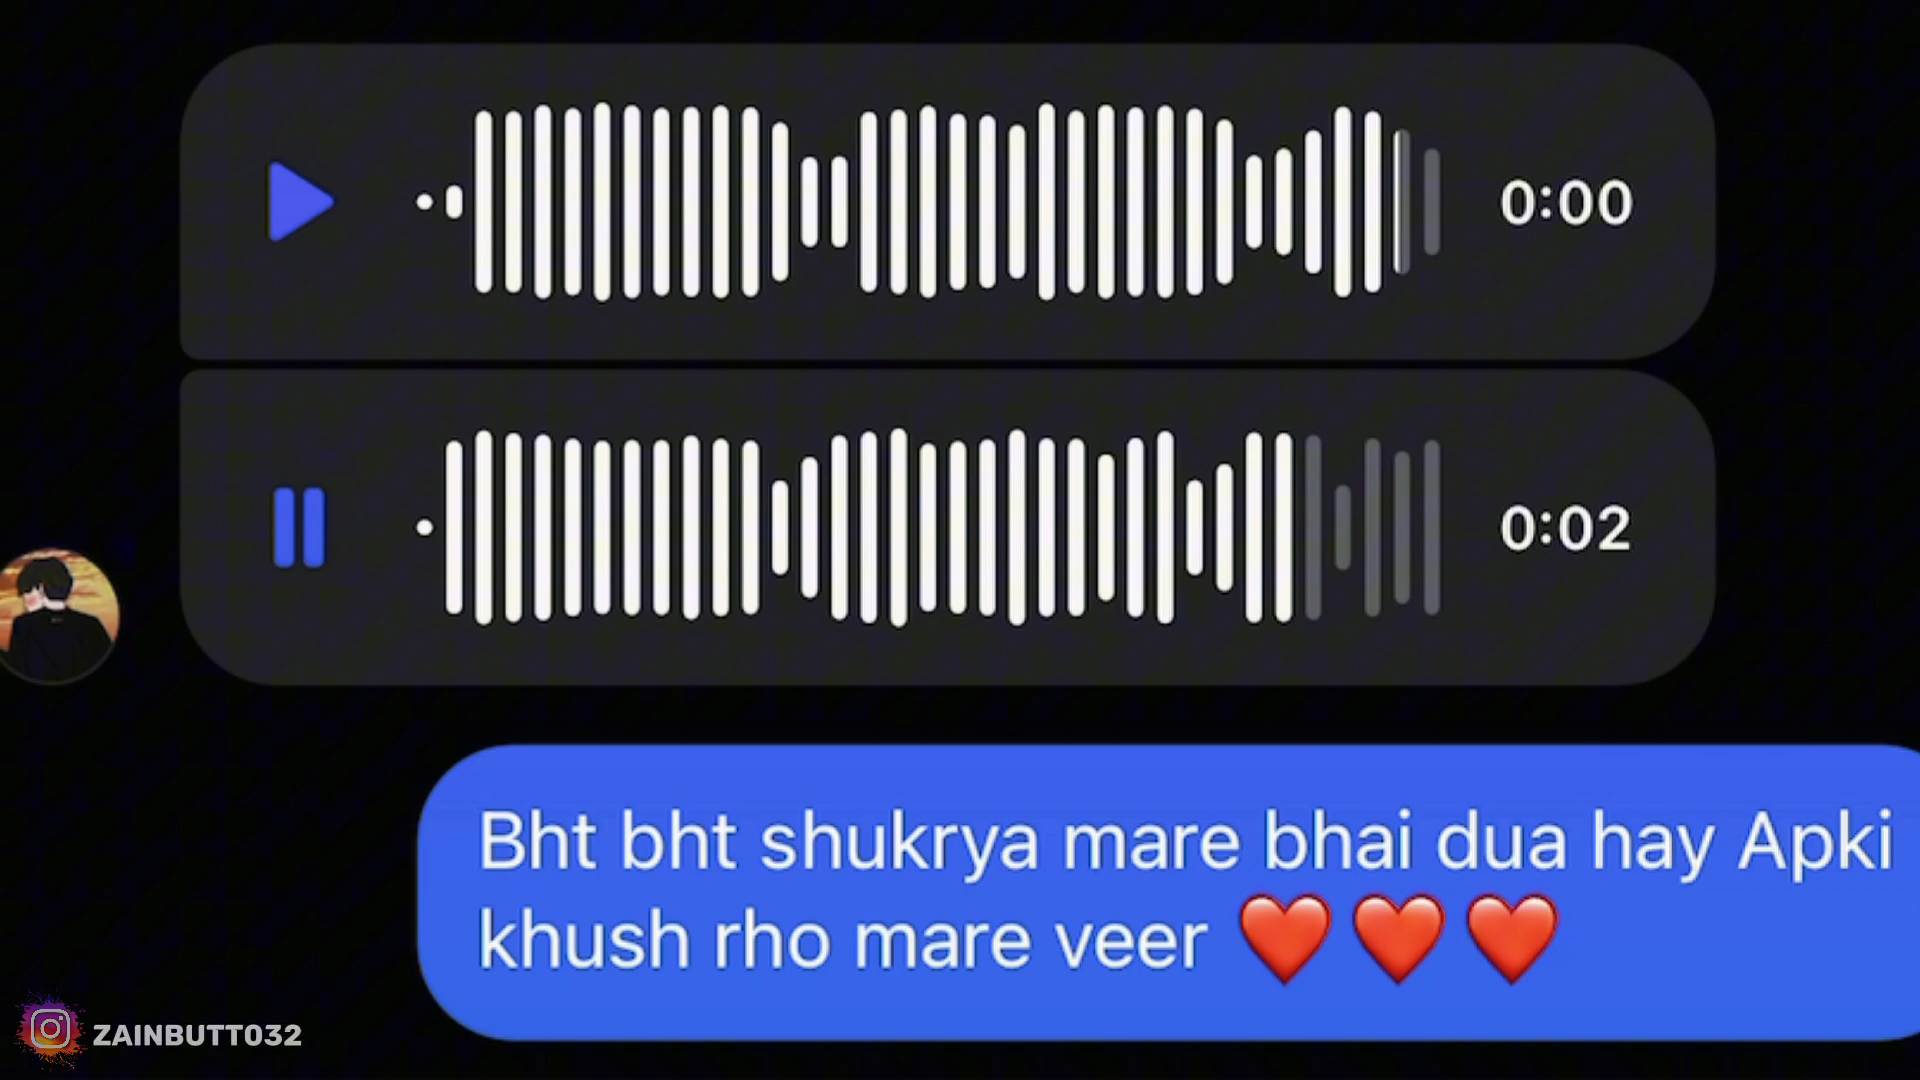 0:00
0:02
Bht bht shukrya mare bhai dua hay Apki
khush rho mare veer ❤️ ❤️ ❤️
ZAINBUTT032